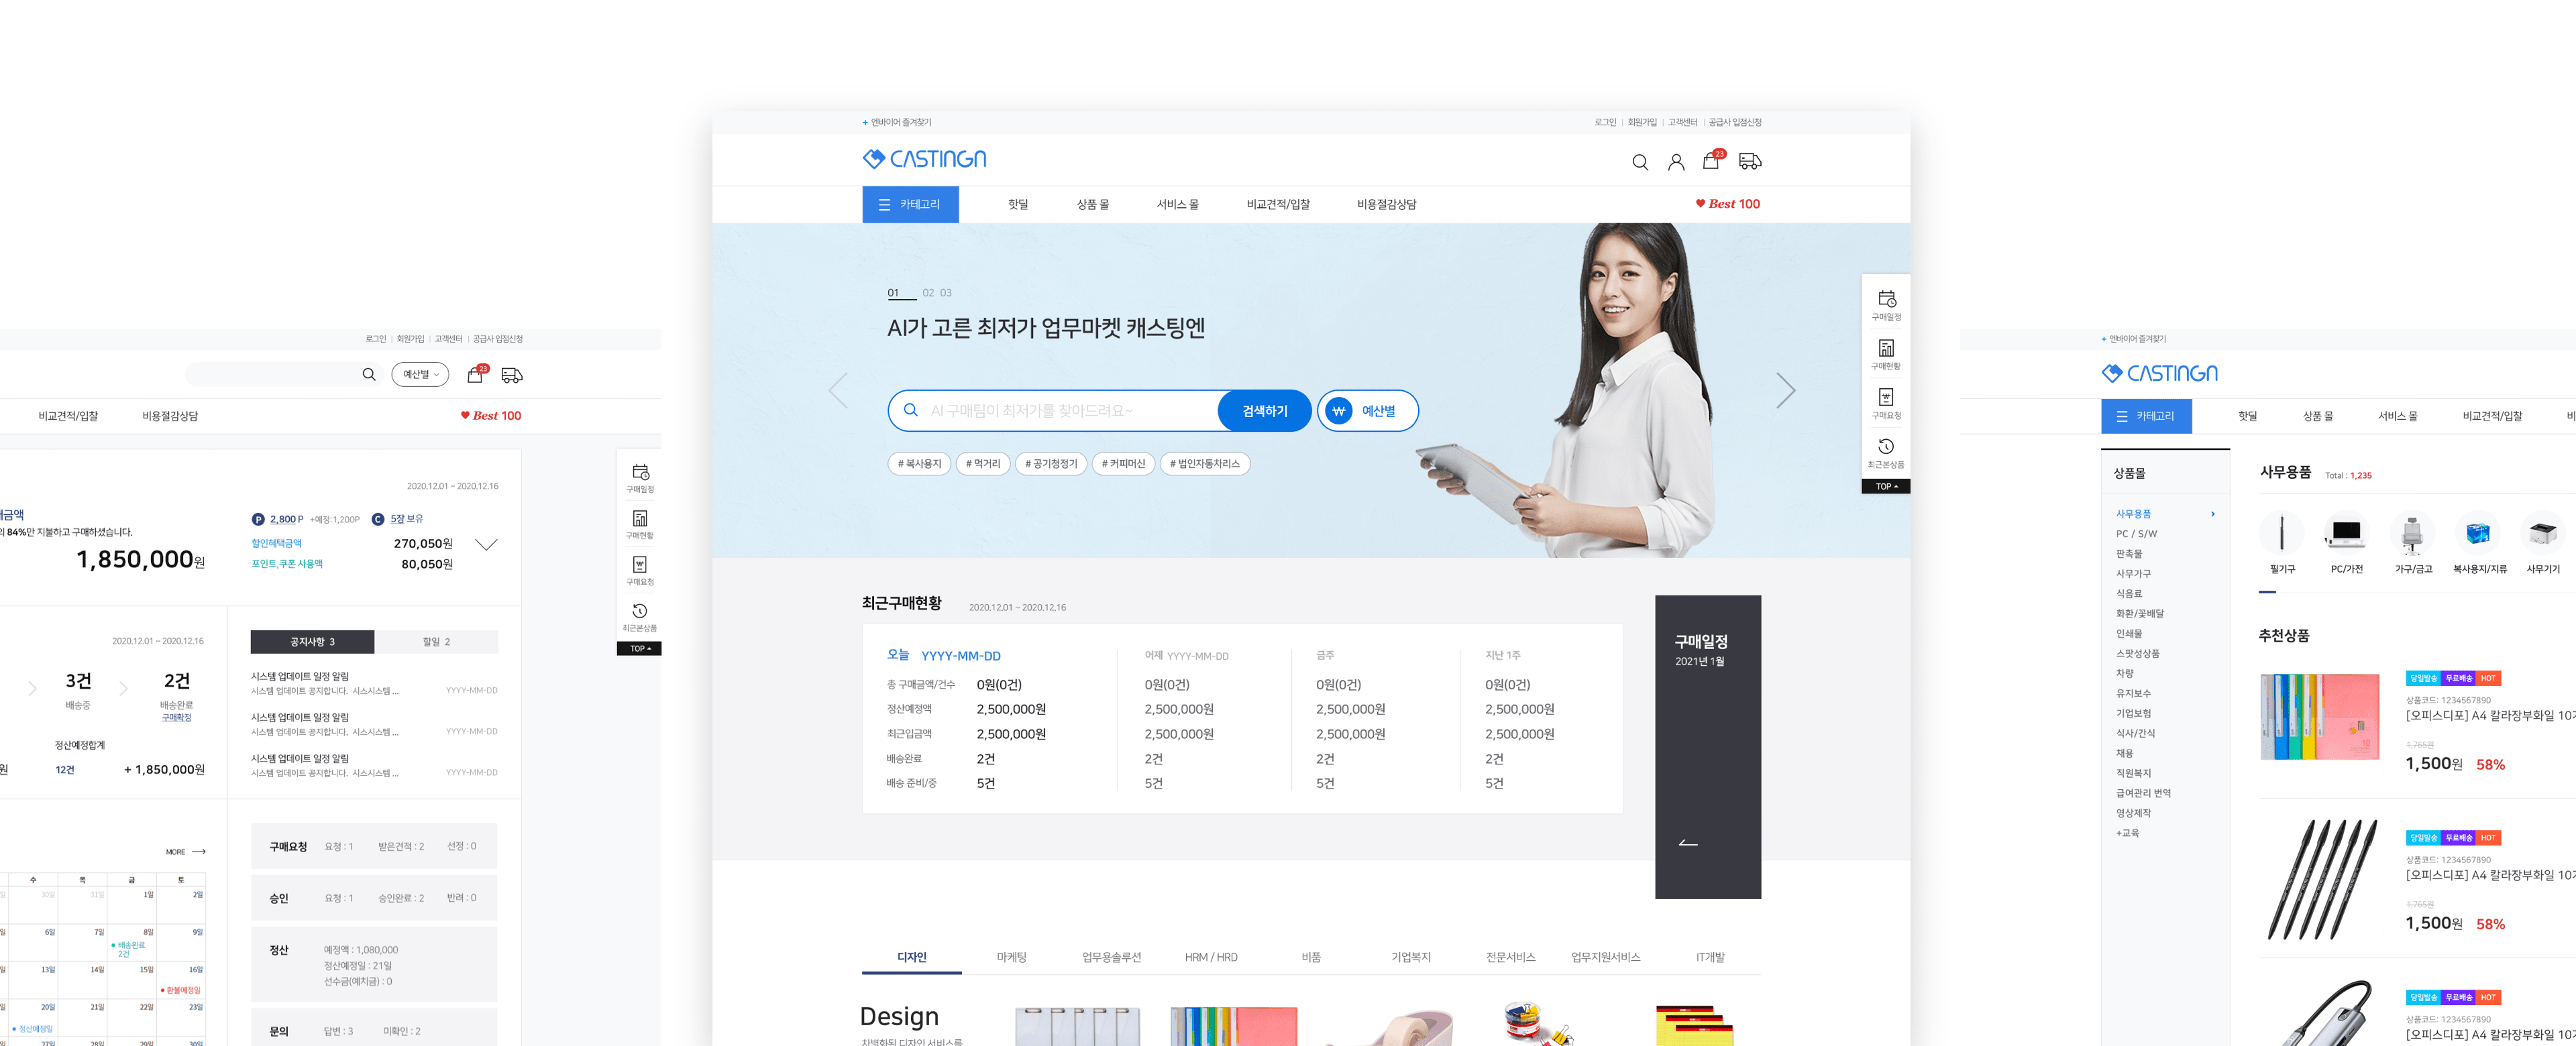 로그인 | 회원가입 | 고객센터 | 공급사 입점신청
예산별
23
비교견적/입찰
비용절감상담
Best 100
2020.12.01 ~ 2020.12.16
84%만 지불하고 구매하셨습니다.
1,850,000원
P 2,800 P +예정:1,200P C 5장 보유
할인혜택금액 270,050원
포인트,쿠폰 사용액 80,050원
2020.12.01 ~ 2020.12.16
3건
배송중
2건
배송완료
구매확정
정산예정합계
12건 + 1,850,000원
공지사항 3
할일 2
시스템 업데이트 일정 알림
시스템 업데이트 공지합니다. 시스시스템 ... YYYY-MM-DD
시스템 업데이트 일정 알림
시스템 업데이트 공지합니다. 시스시스템 ... YYYY-MM-DD
시스템 업데이트 일정 알림
시스템 업데이트 공지합니다. 시스시스템 ... YYYY-MM-DD
MORE
수 목 금 토
30일 31일 1일 2일
6일 7일 8일 9일
배송완료
2건
13일 14일 15일 16일
환불예정일
20일 21일 22일 23일
정산예정일
27일 28일 29일 30일
구매요청 요청 : 1 받은견적 : 2 선정 : 0
승인 요청 : 1 승인완료 : 2 반려 : 0
정산 예정액 : 1,080,000
정산예정일 : 21일
선수금(예치금) : 0
문의 답변 : 3 미확인 : 2
구매일정
구매현황
구매요청
최근본상품
TOP
+ 엔바이어 즐겨찾기
로그인 | 회원가입 | 고객센터 | 공급사 입점신청
CASTINGN
23
카테고리
핫딜
상품 몰
서비스 몰
비교견적/입찰
비용절감상담
Best 100
01 02 03
AI가 고른 최저가 업무마켓 캐스팅엔
AI 구매팀이 최저가를 찾아드려요~
검색하기
₩ 예산별
# 복사용지
# 먹거리
# 공기청정기
# 커피머신
# 법인자동차리스
구매일정
구매현황
구매요청
최근본상품
TOP
최근구매현황 2020.12.01 ~ 2020.12.16
오늘 YYYY-MM-DD 어제 YYYY-MM-DD 금주 지난 1주
총 구매금액/건수 0원(0건) 0원(0건) 0원(0건) 0원(0건)
정산예정액 2,500,000원 2,500,000원 2,500,000원 2,500,000원
최근입금액 2,500,000원 2,500,000원 2,500,000원 2,500,000원
배송완료 2건 2건 2건 2건
배송 준비/중 5건 5건 5건 5건
구매일정
2021년 1월
디자인
마케팅
업무용솔루션
HRM / HRD
비품
기업복지
전문서비스
업무지원서비스
IT개발
Design
차별화된 디자인 서비스를
+ 엔바이어 즐겨찾기
CASTINGN
카테고리
핫딜
상품 몰
서비스 몰
비교견적/입찰
비
상품몰
사무용품
PC / S/W
판촉물
사무가구
식음료
화환/꽃배달
인쇄물
스팟성상품
차량
유지보수
기업보험
식사/간식
채용
직원복지
급여관리 번역
영상제작
+교육
사무용품 Total : 1,235
필기구
PC/가전
가구/금고
복사용지/지류
사무기기
추천상품
당일발송 무료배송 HOT
상품코드: 1234567890
[오피스디포] A4 칼라장부화일 10
1,765원
1,500원 58%
당일발송 무료배송 HOT
상품코드: 1234567890
[오피스디포] A4 칼라장부화일 10
1,765원
1,500원 58%
당일발송 무료배송 HOT
상품코드: 1234567890
[오피스디포] A4 칼라장부화일 10